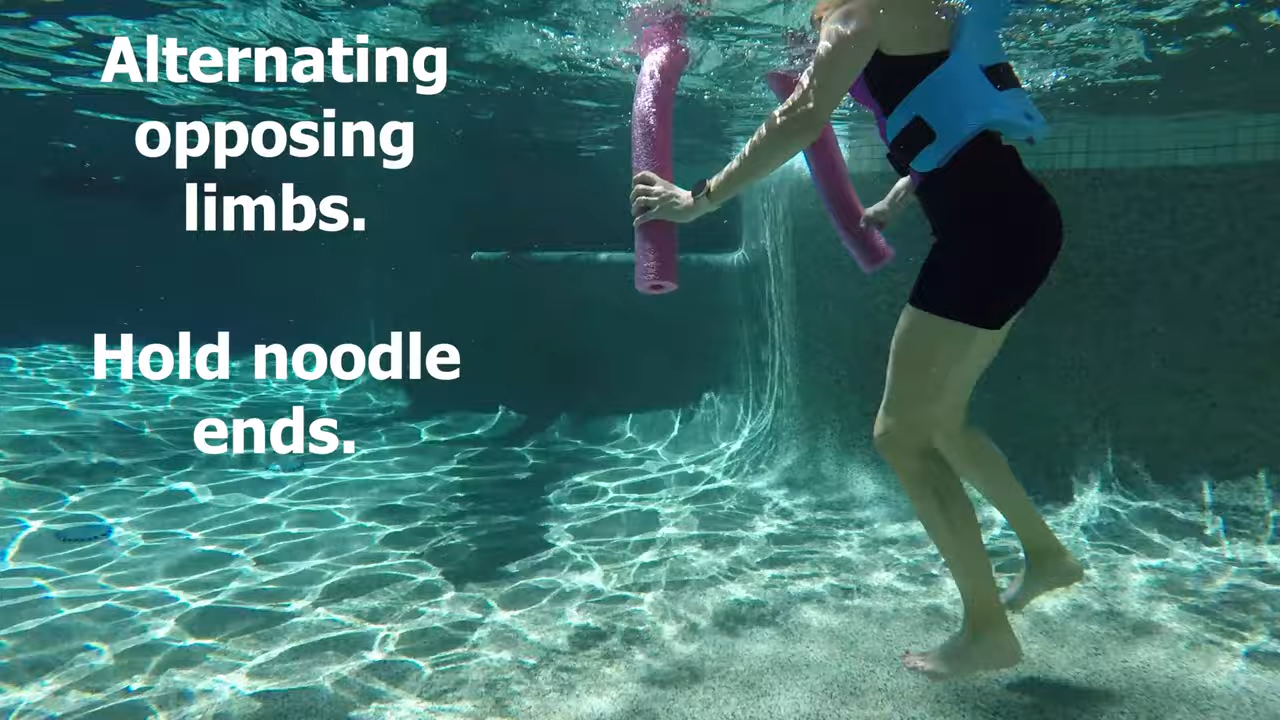 Alternating
opposing
limbs.
Hold noodle
ends.